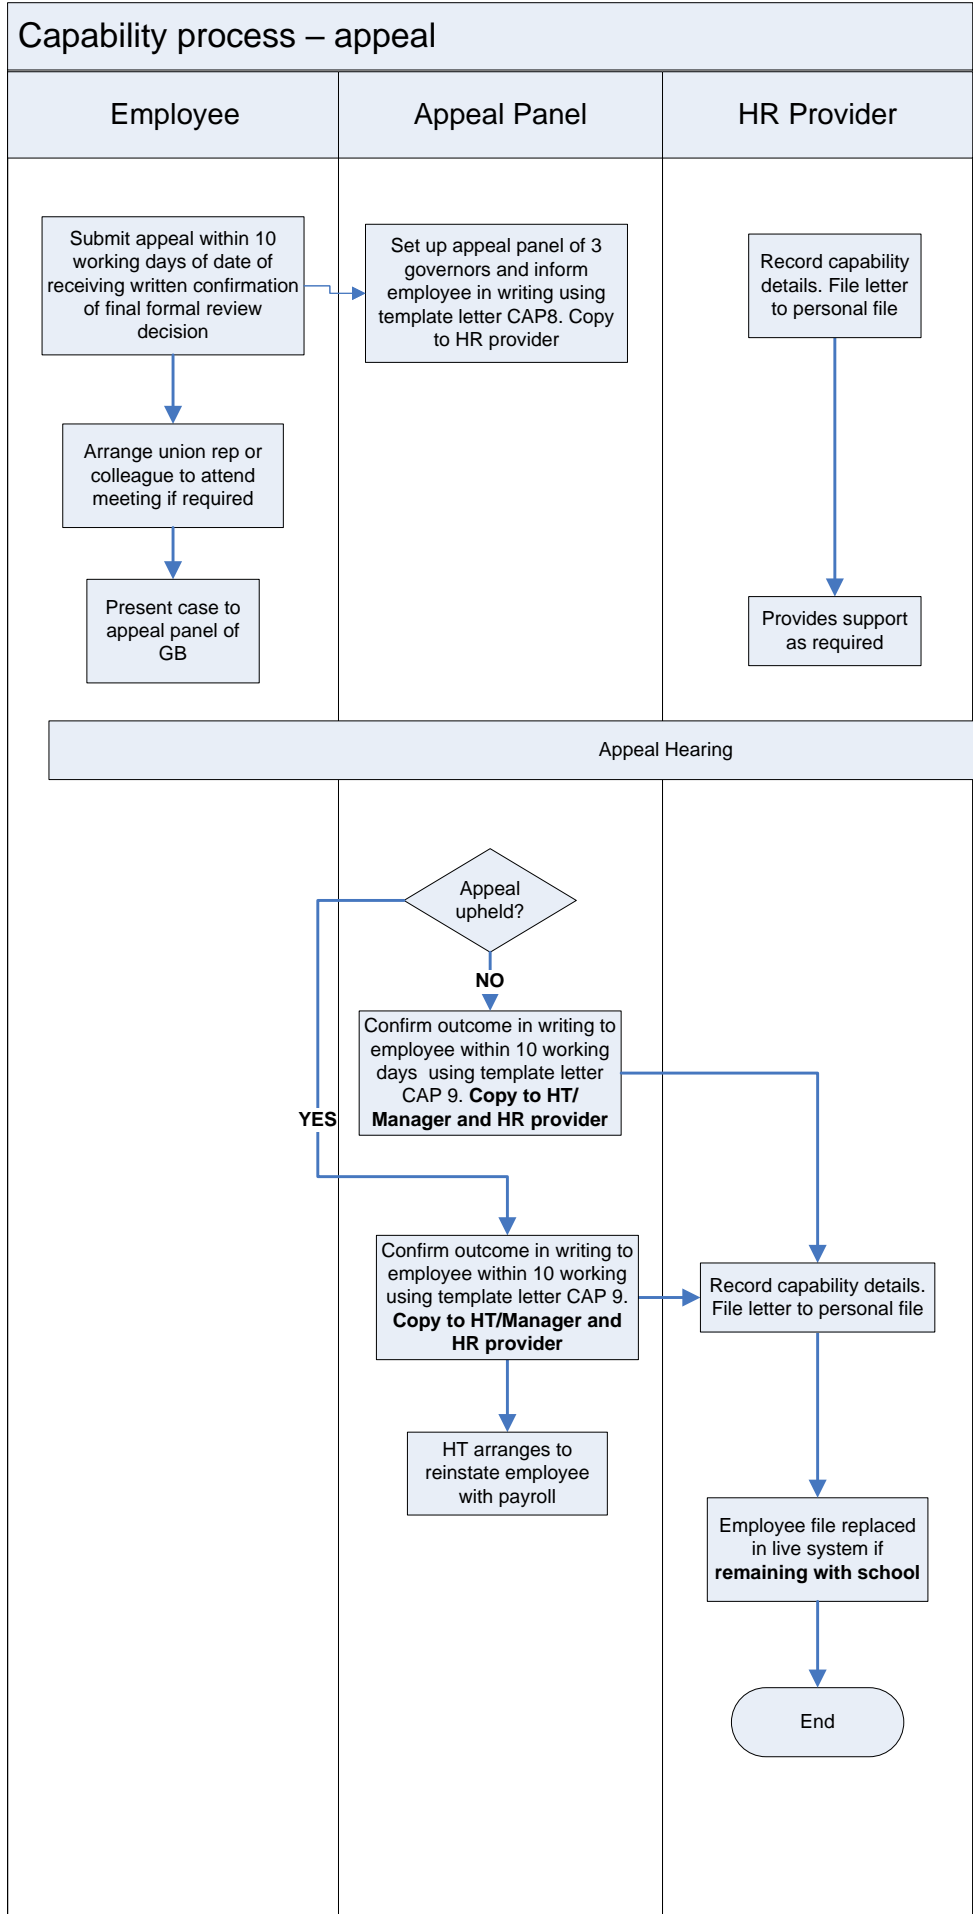 Capability process – appeal
Employee
Appeal Panel
HR Provider
Submit appeal within 10
working days of date of
receiving written confirmation
of final formal review
decision
Set up appeal panel of 3
governors and inform
employee in writing using
template letter CAP8. Copy
to HR provider
Record capability
details. File letter
to personal file
Arrange union rep or
colleague to attend
meeting if required
Present case to
appeal panel of
GB
Provides support
as required
Appeal Hearing
Appeal
upheld?
NO
Confirm outcome in writing to
employee within 10 working
days  using template letter
CAP 9. Copy to HT/
Manager and HR provider
YES
Confirm outcome in writing to
employee within 10 working
using template letter CAP 9.
Copy to HT/Manager and
HR provider
Record capability details.
File letter to personal file
HT arranges to
reinstate employee
with payroll
Employee file replaced
in live system if
remaining with school
End